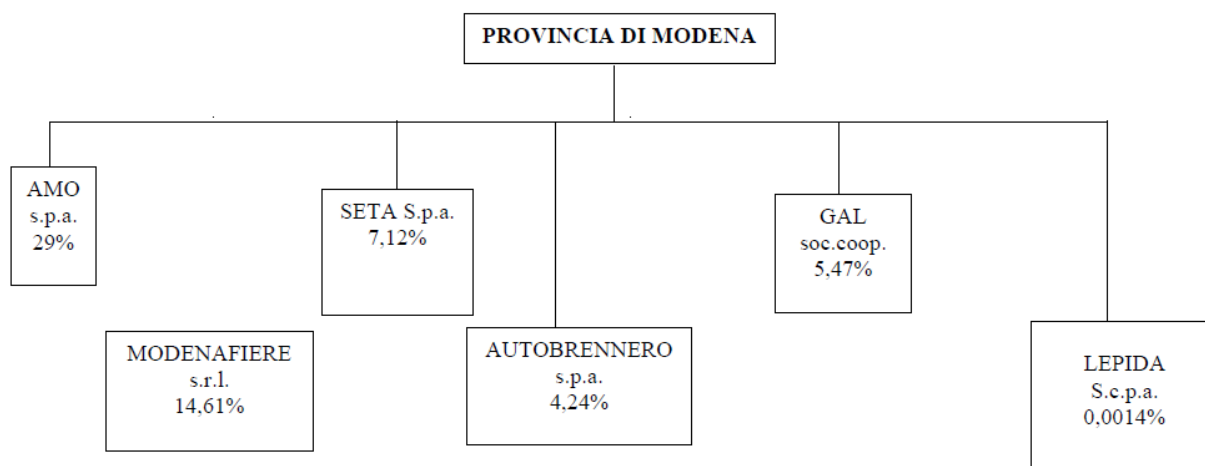 PROVINCIA DI MODENA
AMO
s.p.a.
29%
SETA S.p.a.
7,12%
GAL
soc.coop.
5,47%
MODENAFIERE
s.r.l.
14,61%
AUTOBRENNERO
s.p.a.
4,24%
LEPIDA
S.c.p.a.
0,0014%